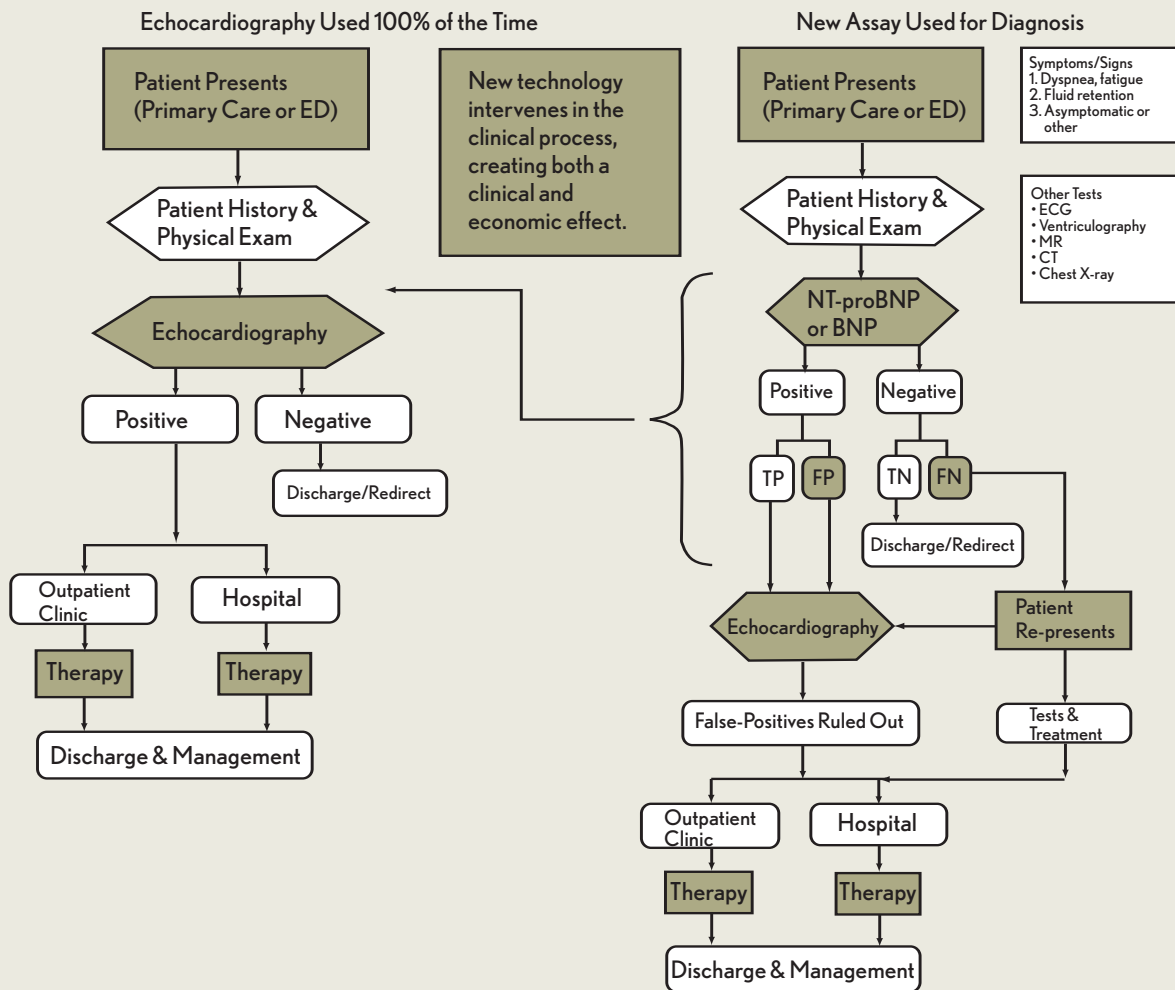 Echocardiography Used 100% of the Time
Patient Presents
(Primary Care or ED)
Patient History &
Physical Exam
Echocardiography
Positive
Negative
Discharge/Redirect
Outpatient
Clinic
Hospital
Therapy
Therapy
Discharge & Management
New technology
intervenes in the
clinical process,
creating both a
clinical and
economic effect.
New Assay Used for Diagnosis
Patient Presents
(Primary Care or ED)
Patient History &
Physical Exam
NT-proBNP
or BNP
Positive
Negative
TP
FP
TN
FN
Discharge/Redirect
Echocardiography
Patient
Re-presents
False-Positives Ruled Out
Tests &
Treatment
Outpatient
Clinic
Hospital
Therapy
Therapy
Discharge & Management
Symptoms/Signs
1. Dyspnea, fatigue
2. Fluid retention
3. Asymptomatic or
other
Other Tests
• ECG
• Ventriculography
• MR
• CT
• Chest X-ray